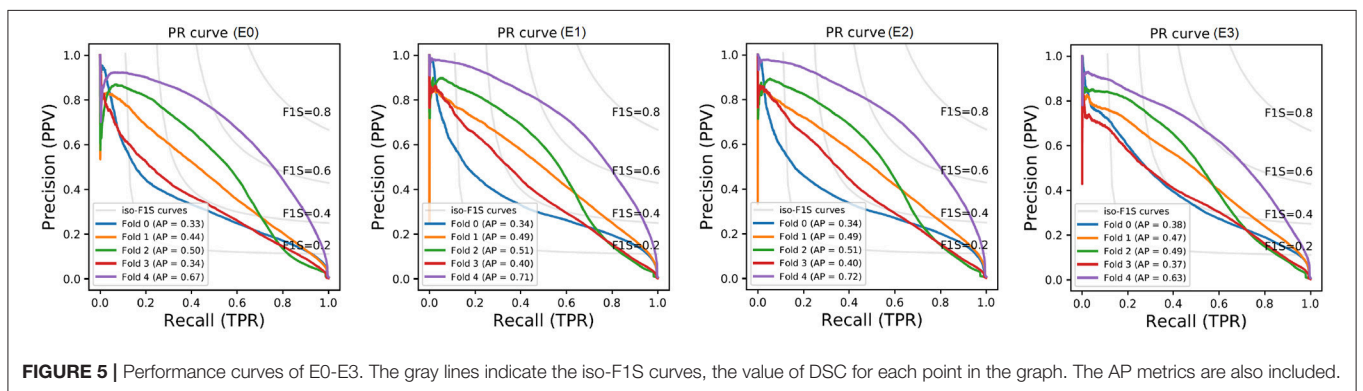 PR curve (E0)
1.0
0.8
0.6
0.4
0.2
0.0
Precision (PPV)
F1S=0.8
F1S=0.6
F1S=0.4
F1S=0.2
iso-F1S curves
Fold 0 (AP = 0.33)
Fold 1 (AP = 0.44)
Fold 2 (AP = 0.50)
Fold 3 (AP = 0.34)
Fold 4 (AP = 0.67)
0.0 0.2 0.4 0.6 0.8 1.0
Recall (TPR)
PR curve (E1)
1.0
0.8
0.6
0.4
0.2
0.0
Precision (PPV)
F1S=0.8
F1S=0.6
F1S=0.4
F1S=0.2
iso-F1S curves
Fold 0 (AP = 0.34)
Fold 1 (AP = 0.49)
Fold 2 (AP = 0.51)
Fold 3 (AP = 0.40)
Fold 4 (AP = 0.71)
0.0 0.2 0.4 0.6 0.8 1.0
Recall (TPR)
PR curve (E2)
1.0
0.8
0.6
0.4
0.2
0.0
Precision (PPV)
F1S=0.8
F1S=0.6
F1S=0.4
F1S=0.2
iso-F1S curves
Fold 0 (AP = 0.34)
Fold 1 (AP = 0.49)
Fold 2 (AP = 0.51)
Fold 3 (AP = 0.40)
Fold 4 (AP = 0.72)
0.0 0.2 0.4 0.6 0.8 1.0
Recall (TPR)
PR curve (E3)
1.0
0.8
0.6
0.4
0.2
0.0
Precision (PPV)
F1S=0.8
F1S=0.6
F1S=0.4
F1S=0.2
iso-F1S curves
Fold 0 (AP = 0.38)
Fold 1 (AP = 0.47)
Fold 2 (AP = 0.49)
Fold 3 (AP = 0.37)
Fold 4 (AP = 0.63)
0.0 0.2 0.4 0.6 0.8 1.0
Recall (TPR)
FIGURE 5 | Performance curves of E0-E3. The gray lines indicate the iso-F1S curves, the value of DSC for each point in the graph. The AP metrics are also included.